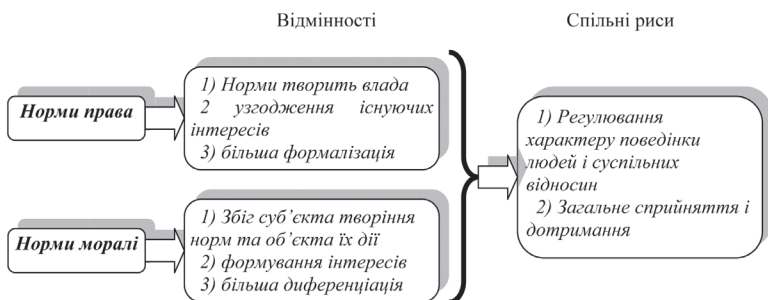 Відмінності
Спільні риси
Норми права
1) Норми творить влада
2 узгодження існуючих
інтересів
3) більша формалізація
Норми моралі
1) Збіг суб’єкта творіння
норм та об’єкта їх дії
2) формування інтересів
3) більша диференціація
1) Регулювання
характеру поведінки
людей і суспільних
відносин
2) Загальне сприйняття і
дотримання